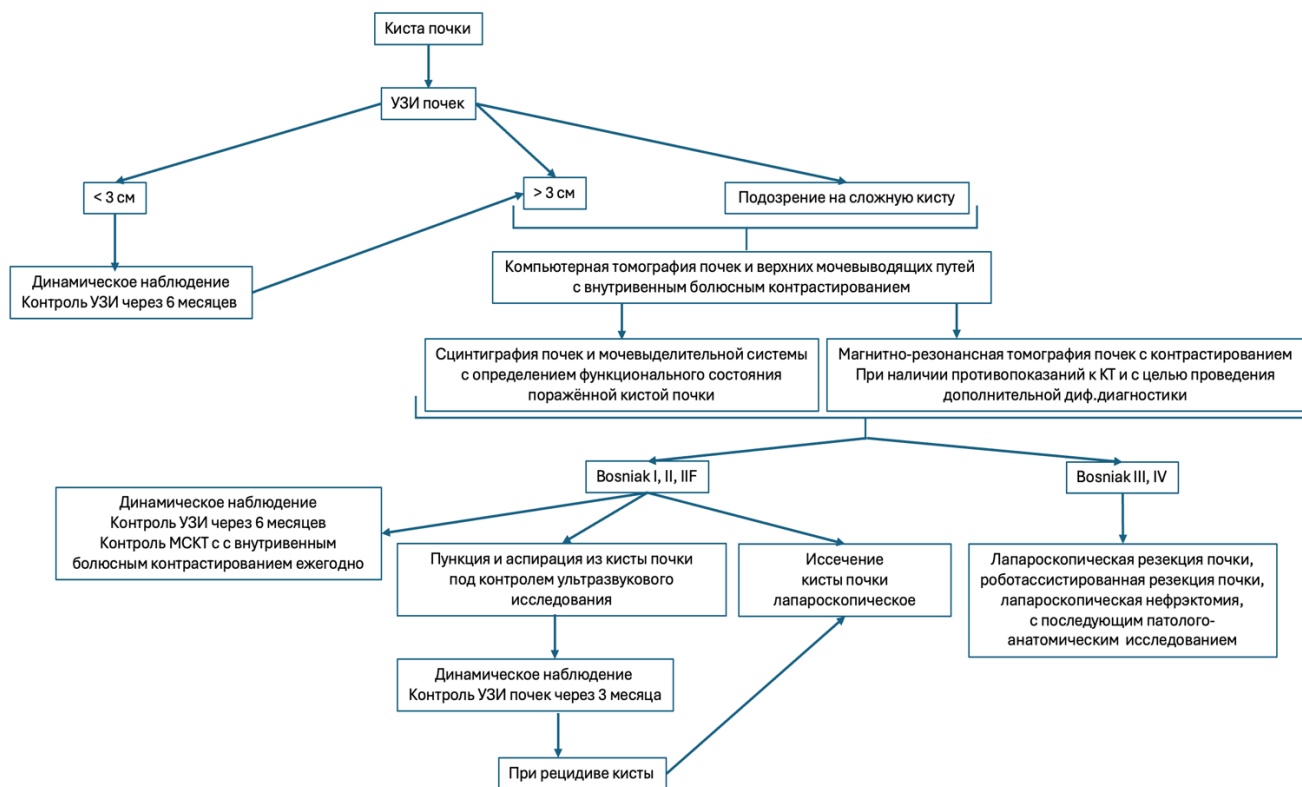 Киста почки
УЗИ почек
< 3 см
> 3 см
Подозрение на сложную кисту
Динамическое наблюдение
Контроль УЗИ через 6 месяцев
Компьютерная томография почек и верхних мочевыводящих путей
с внутривенным болюсным контрастированием
Сцинтиграфия почек и мочевыделительной системы
с определением функционального состояния
поражённой кистой почки
Магнитно-резонансная томография почек с контрастированием
При наличии противопоказаний к КТ и с целью проведения
дополнительной диф.диагностики
Bosniak I, II, IIF
Bosniak III, IV
Динамическое наблюдение
Контроль УЗИ через 6 месяцев
Контроль МСКТ с с внутривенным
болюсным контрастированием ежегодно
Пункция и аспирация из кисты почки
под контролем ультразвукового
исследования
Иссечение
кисты почки
лапароскопическое
Лапароскопическая резекция почки,
роботассистированная резекция почки,
лапароскопическая нефрэктомия,
с последующим патолого-
анатомическим исследованием
Динамическое наблюдение
Контроль УЗИ почек через 3 месяца
При рецидиве кисты